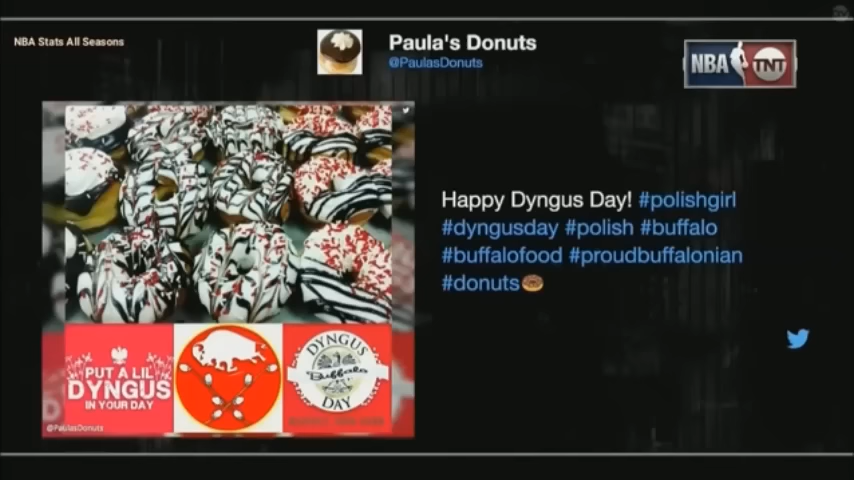 NBA Stats All Seasons
Paula's Donuts
@PaulasDonuts
NBA TNT
Happy Dyngus Day! #polishgirl
#dyngusday #polish #buffalo
#buffalofood #proudbuffalonian
#donuts🍩
PUT A LIL'
DYNGUS
IN YOUR DAY
DYNGUS
Buffalo
DAY
@PaulasDonuts